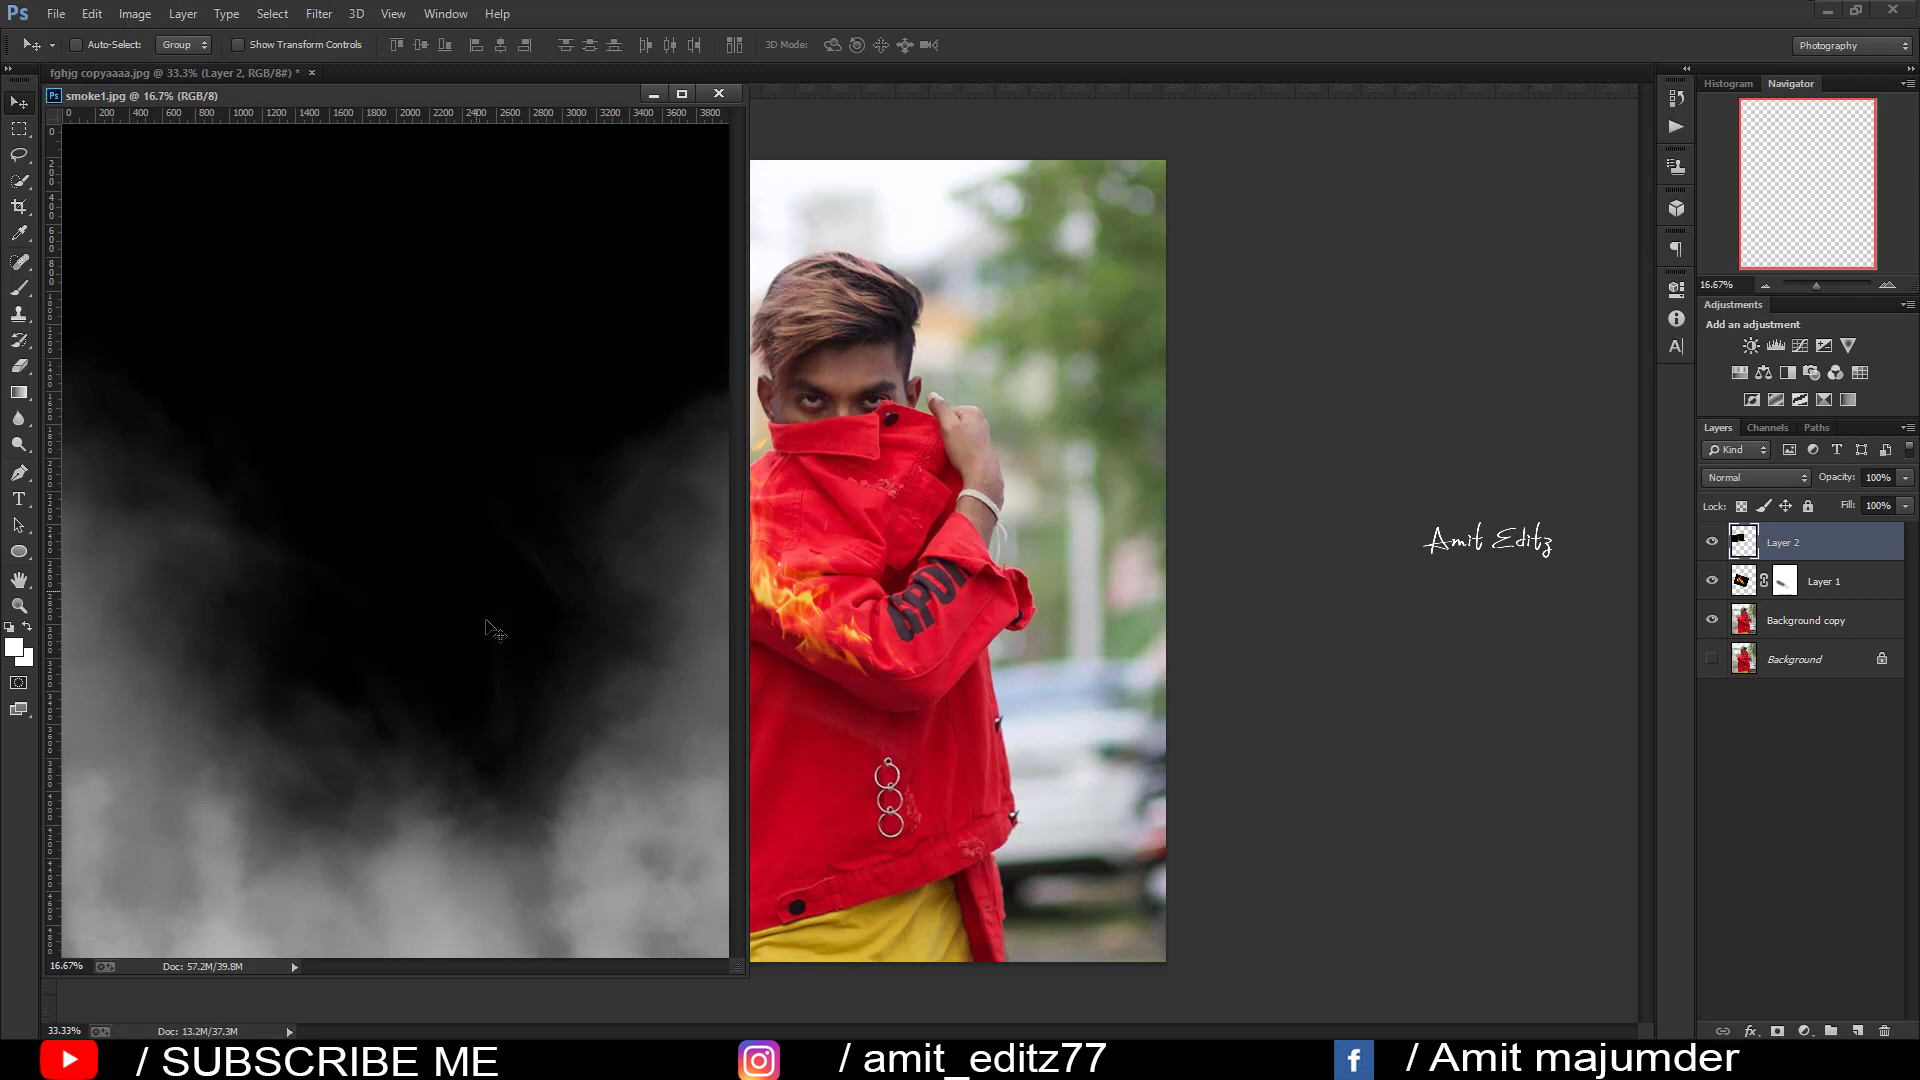 Ps File Edit Image Layer Type Select Filter 3D View Window Help
Auto-Select: Group Show Transform Controls 3D Mode: Photography
fghjg copyaaaa.jpg @ 33.3% (Layer 2, RGB/8#) * ×
Ps smoke1.jpg @ 16.7% (RGB/8)
0 200 400 600 800 1000 1200 1400 1600 1800 2000 2200 2400 2600 2800 3000 3200 3400 3600 3800
Histogram Navigator
16.67%
Adjustments
Add an adjustment
Layers Channels Paths
Kind
Normal Opacity: 100%
Lock: Fill: 100%
Layer 2
Layer 1
Background copy
Background
Amit Editz
SPOR
16.67% Doc: 57.2M/39.8M
33.33% Doc: 13.2M/37.3M
/ SUBSCRIBE ME / amit_editz77 / Amit majumder